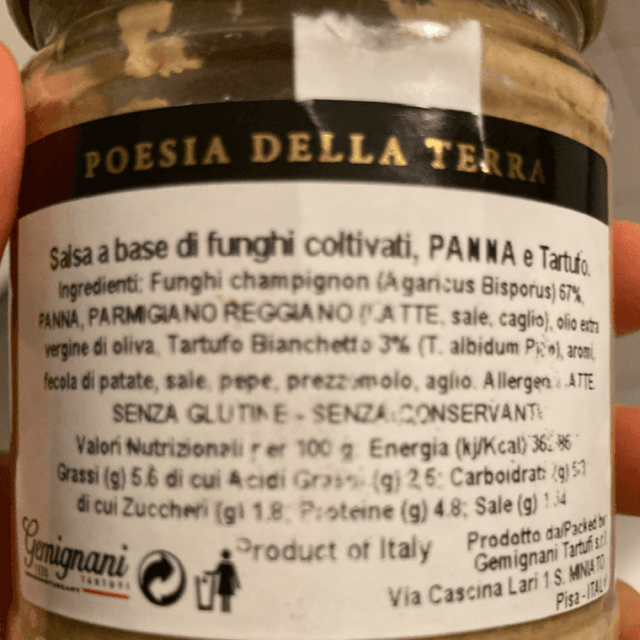 POESIA DELLA TERRA
Salsa a base di funghi coltivati, PANNA e Tartufo.
Ingredienti: Funghi champignon (Agaricus Bisporus) 67%,
PANNA, PARMIGIANO REGGIANO (LATTE, sale, caglio), olio extra
vergine di oliva, Tartufo Bianchetto 3% (T. albidum Pico), aromi,
fecola di patate, sale, pepe, prezzemolo, aglio. Allergeni: LATTE
SENZA GLUTINE - SENZA CONSERVANTI
Valori Nutrizionali per 100 g. Energia (kj/Kcal)
Grassi (g) 5.6 di cui Acidi Grassi (g) 2,6; Carboidrati (g)
di cui Zuccheri (g) 1.8; Proteine (g) 4.8; Sale (g)
Gemignani
TARTUFI
Product of Italy
Prodotto da/Packed by
Gemignani Tartufi s.r.l
Via Cascina Lari 1 S. MINIATO
Pisa - ITALY